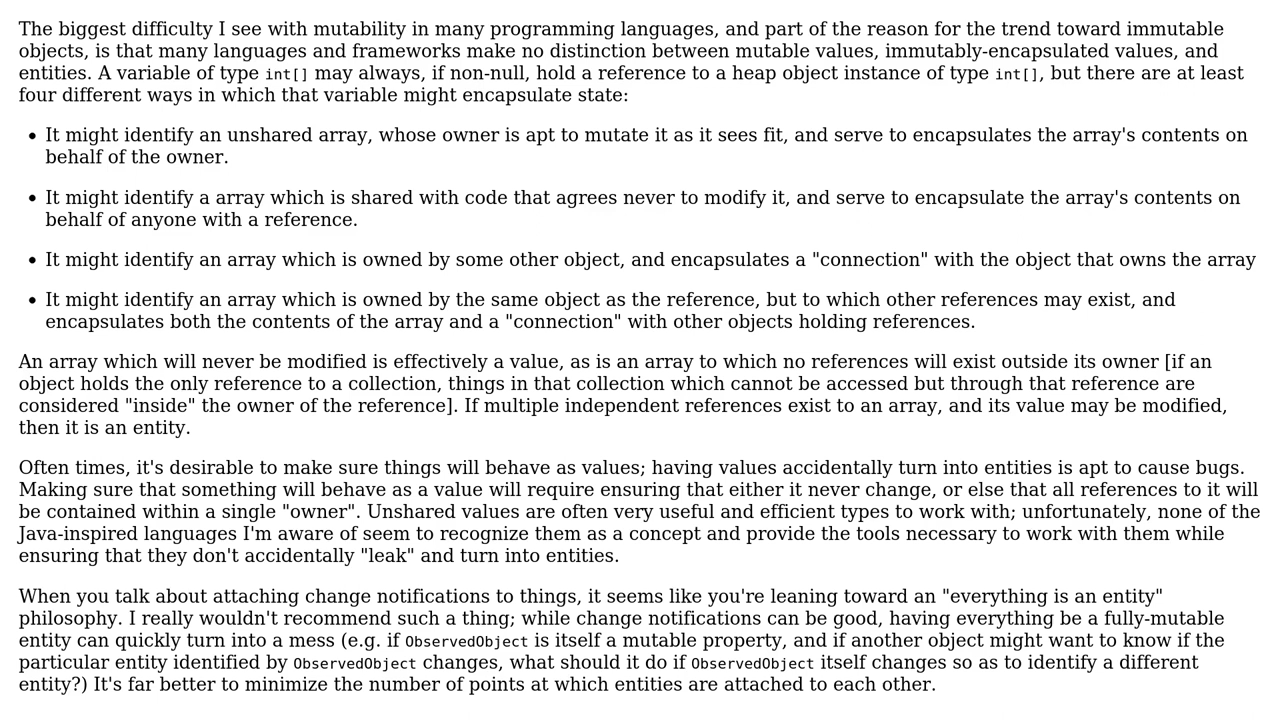 The biggest difficulty I see with mutability in many programming languages, and part of the reason for the trend toward immutable
objects, is that many languages and frameworks make no distinction between mutable values, immutably-encapsulated values, and
entities. A variable of type int[] may always, if non-null, hold a reference to a heap object instance of type int[], but there are at least
four different ways in which that variable might encapsulate state:
• It might identify an unshared array, whose owner is apt to mutate it as it sees fit, and serve to encapsulates the array's contents on
behalf of the owner.
• It might identify a array which is shared with code that agrees never to modify it, and serve to encapsulate the array's contents on
behalf of anyone with a reference.
• It might identify an array which is owned by some other object, and encapsulates a "connection" with the object that owns the array
• It might identify an array which is owned by the same object as the reference, but to which other references may exist, and
encapsulates both the contents of the array and a "connection" with other objects holding references.
An array which will never be modified is effectively a value, as is an array to which no references will exist outside its owner [if an
object holds the only reference to a collection, things in that collection which cannot be accessed but through that reference are
considered "inside" the owner of the reference]. If multiple independent references exist to an array, and its value may be modified,
then it is an entity.
Often times, it's desirable to make sure things will behave as values; having values accidentally turn into entities is apt to cause bugs.
Making sure that something will behave as a value will require ensuring that either it never change, or else that all references to it will
be contained within a single "owner". Unshared values are often very useful and efficient types to work with; unfortunately, none of the
Java-inspired languages I'm aware of seem to recognize them as a concept and provide the tools necessary to work with them while
ensuring that they don't accidentally "leak" and turn into entities.
When you talk about attaching change notifications to things, it seems like you're leaning toward an "everything is an entity"
philosophy. I really wouldn't recommend such a thing; while change notifications can be good, having everything be a fully-mutable
entity can quickly turn into a mess (e.g. if ObservedObject is itself a mutable property, and if another object might want to know if the
particular entity identified by ObservedObject changes, what should it do if ObservedObject itself changes so as to identify a different
entity?) It's far better to minimize the number of points at which entities are attached to each other.